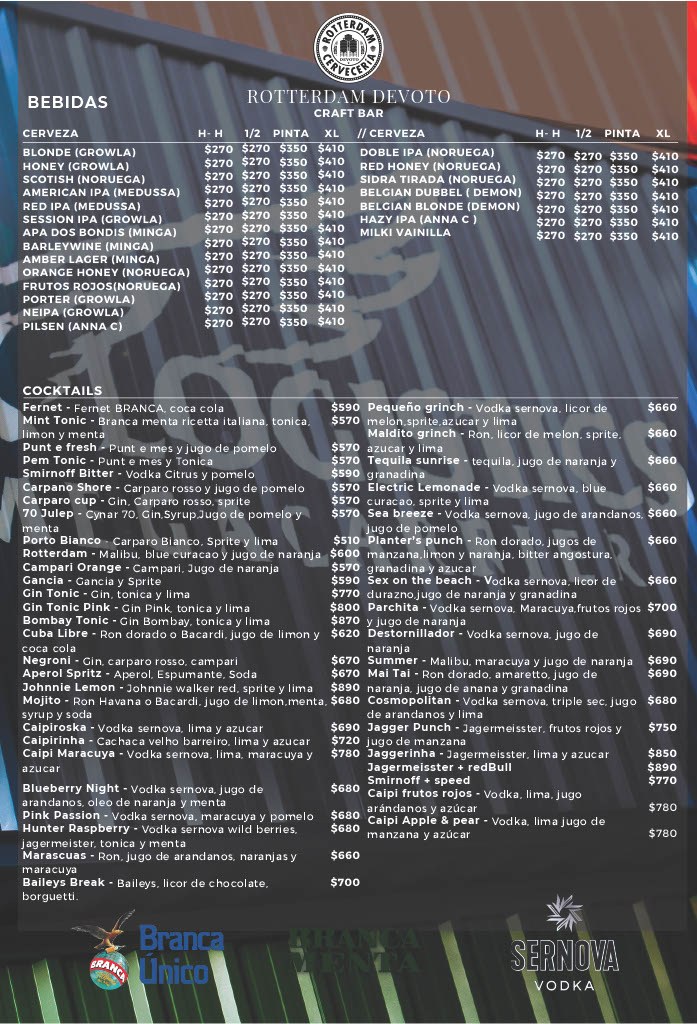 ROTTERDAM
CERVECERIA
DEVOTO
BEBIDAS
ROTTERDAM DEVOTO
CRAFT BAR
CERVEZA H- H 1/2 PINTA XL
BLONDE (GROWLA) $270 $270 $350 $410
HONEY (GROWLA) $270 $270 $350 $410
SCOTISH (NORUEGA) $270 $270 $350 $410
AMERICAN IPA (MEDUSSA) $270 $270 $350 $410
RED IPA (MEDUSSA) $270 $270 $350 $410
SESSION IPA (GROWLA) $270 $270 $350 $410
APA DOS BONDIS (MINGA) $270 $270 $350 $410
BARLEYWINE (MINGA) $270 $270 $350 $410
AMBER LAGER (MINGA) $270 $270 $350 $410
ORANGE HONEY (NORUEGA) $270 $270 $350 $410
FRUTOS ROJOS(NORUEGA) $270 $270 $350 $410
PORTER (GROWLA) $270 $270 $350 $410
NEIPA (GROWLA) $270 $270 $350 $410
PILSEN (ANNA C) $270 $270 $350 $410
// CERVEZA H- H 1/2 PINTA XL
DOBLE IPA (NORUEGA) $270 $270 $350 $410
RED HONEY (NORUEGA) $270 $270 $350 $410
SIDRA TIRADA (NORUEGA) $270 $270 $350 $410
BELGIAN DUBBEL ( DEMON) $270 $270 $350 $410
BELGIAN BLONDE (DEMON) $270 $270 $350 $410
HAZY IPA (ANNA C ) $270 $270 $350 $410
MILKI VAINILLA $270 $270 $350 $410
COCKTAILS
Fernet - Fernet BRANCA, coca cola $590
Mint Tonic - Branca menta ricetta italiana, tonica, $570
limon y menta
Punt e fresh - Punt e mes y jugo de pomelo $570
Pem Tonic - Punt e mes y Tonica $570
Smirnoff Bitter - Vodka Citrus y pomelo $590
Carpano Shore - Carparo rosso y jugo de pomelo $570
Carparo cup - Gin, Carparo rosso, sprite $570
70 Julep - Cynar 70, Gin,Syrup,Jugo de pomelo y $570
menta
Porto Bianco - Carparo Bianco, Sprite y lima $510
Rotterdam - Malibu, blue curacao y jugo de naranja $600
Campari Orange - Campari, Jugo de naranja $570
Gancia - Gancia y Sprite $590
Gin Tonic - Gin, tonica y lima $770
Gin Tonic Pink - Gin Pink, tonica y lima $800
Bombay Tonic - Gin Bombay, tonica y lima $870
Cuba Libre - Ron dorado o Bacardi, jugo de limon y $620
coca cola
Negroni - Gin, carparo rosso, campari $670
Aperol Spritz - Aperol, Espumante, Soda $670
Johnnie Lemon - Johnnie walker red, sprite y lima $890
Mojito - Ron Havana o Bacardi, jugo de limon,menta, $680
syrup y soda
Caipiroska - Vodka sernova, lima y azucar $690
Caipirinha - Cachaca velho barreiro, lima y azucar $720
Caipi Maracuya - Vodka sernova, lima, maracuya y $780
azucar
Blueberry Night - Vodka sernova, jugo de $680
arandanos, oleo de naranja y menta
Pink Passion - Vodka sernova, maracuya y pomelo $680
Hunter Raspberry - Vodka sernova wild berries, $680
jagermeister, tonica y menta
Marascuas - Ron, jugo de arandanos, naranjas y $660
maracuya
Baileys Break - Baileys, licor de chocolate, $700
borguetti.
Pequeño grinch - Vodka sernova, licor de $660
melon,sprite,azucar y lima
Maldito grinch - Ron, licor de melon, sprite, $660
azucar y lima
Tequila sunrise - tequila, jugo de naranja y $660
granadina
Electric Lemonade - Vodka sernova, blue $660
curacao, sprite y lima
Sea breeze - Vodka sernova, jugo de arandanos, $660
jugo de pomelo
Planter's punch - Ron dorado, jugos de $660
manzana,limon y naranja, bitter angostura,
granadina y azucar
Sex on the beach - Vodka sernova, licor de $660
durazno,jugo de naranja y granadina
Parchita - Vodka sernova, Maracuya,frutos rojos $700
y jugo de naranja
Destornillador - Vodka sernova, jugo de $690
naranja
Summer - Malibu, maracuya y jugo de naranja $690
Mai Tai - Ron dorado, amaretto, jugo de $690
naranja, jugo de anana y granadina
Cosmopolitan - Vodka sernova, triple sec, jugo $680
de arandanos y lima
Jagger Punch - Jagermeisster, frutos rojos y $750
jugo de manzana
Jaggerinha - Jagermeisster, lima y azucar $850
Jagermeisster + redBull $890
Smirnoff + speed $770
Caipi frutos rojos - Vodka, lima, jugo
arándanos y azúcar $780
Caipi Apple & pear - Vodka, lima jugo de
manzana y azúcar $780
BRANCA
Branca
Único
BRANCA
MENTA
SERNOVA
VODKA